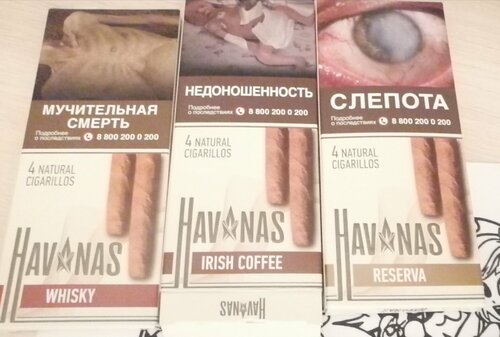 МУЧИТЕЛЬНАЯ
СМЕРТЬ
Подробнее
о последствиях 8 800 200 0 200
4 NATURAL
CIGARILLOS
HAVANAS
WHISKY
НЕДОНОШЕННОСТЬ
Подробнее
о последствиях 8 800 200 0 200
4 NATURAL
CIGARILLOS
HAVANAS
IRISH COFFEE
HAVANAS
СЛЕПОТА
Подробнее
о последствиях 8 800 200 0 200
4 NATURAL
CIGARILLOS
HAVANAS
RESERVA